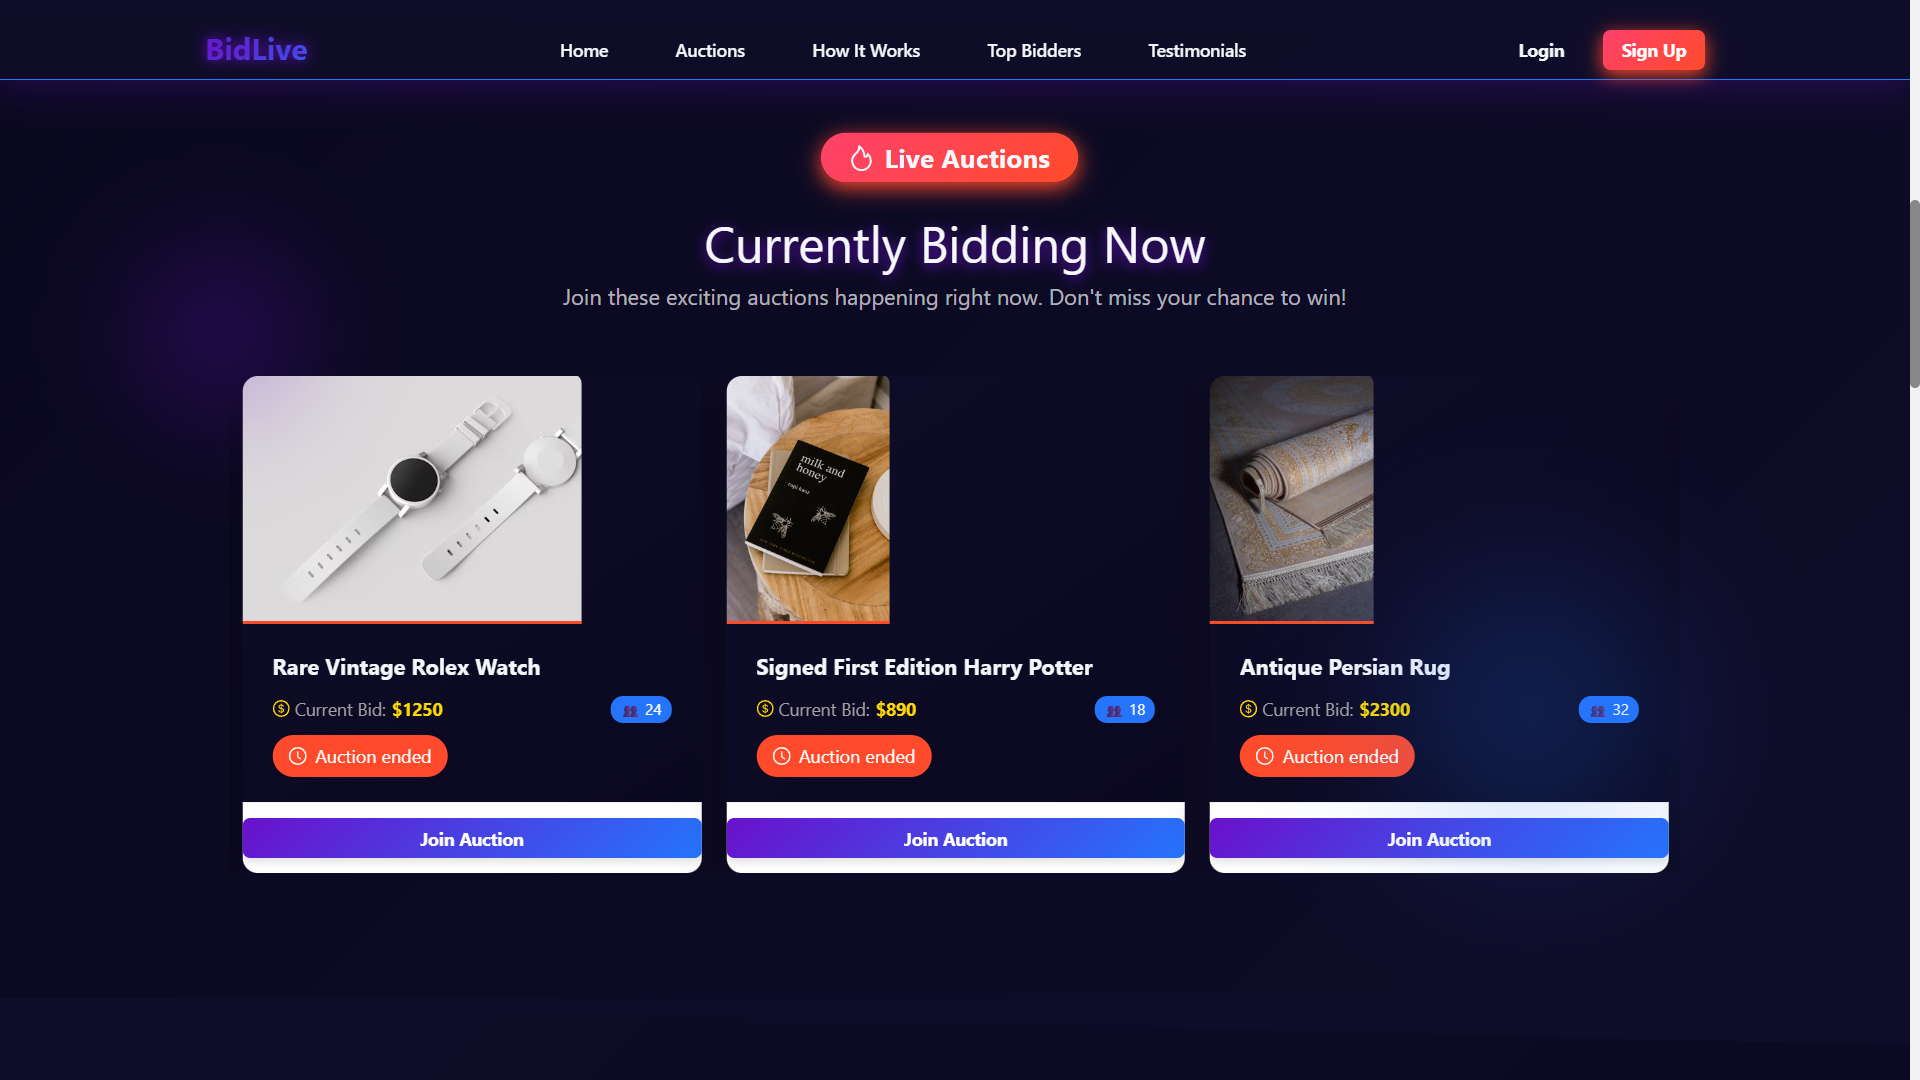 BidLive
Home
Auctions
How It Works
Top Bidders
Testimonials
Login
Sign Up
Live Auctions
Currently Bidding Now
Join these exciting auctions happening right now. Don't miss your chance to win!
milk and
honey
rupi kaur
Rare Vintage Rolex Watch
Current Bid: $1250
24
Auction ended
Join Auction
Signed First Edition Harry Potter
Current Bid: $890
18
Auction ended
Join Auction
Antique Persian Rug
Current Bid: $2300
32
Auction ended
Join Auction